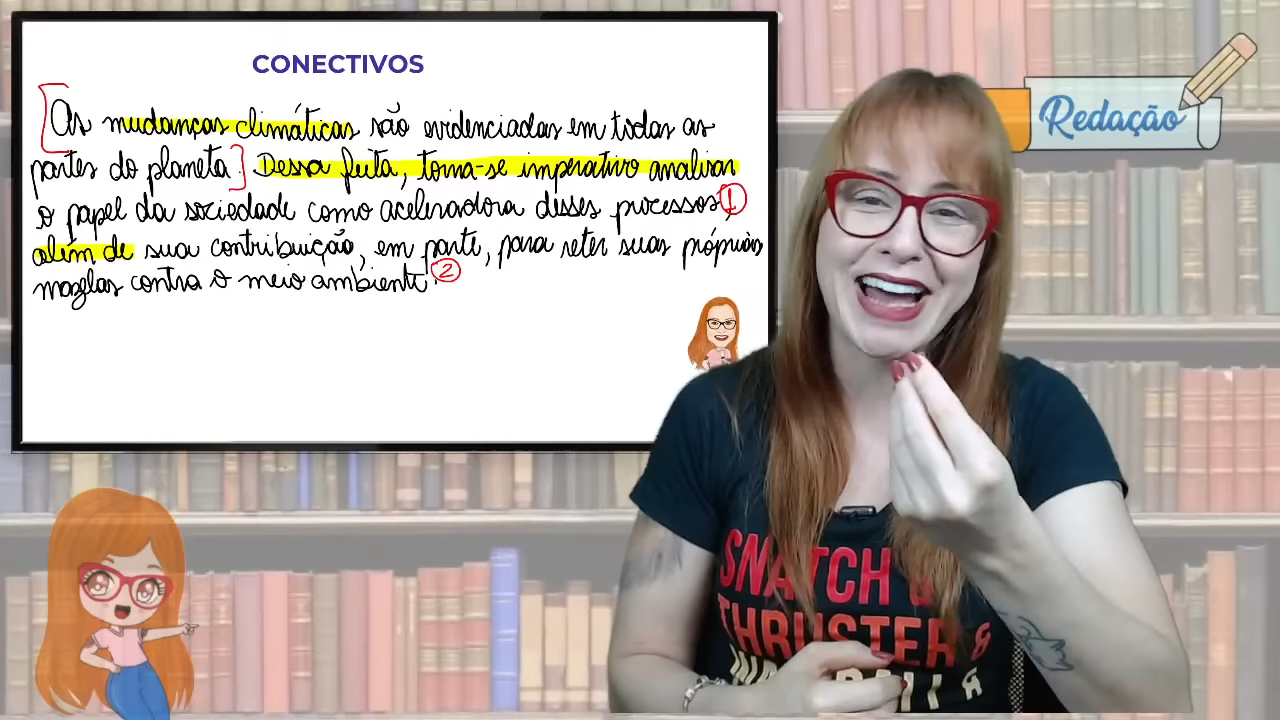 CONECTIVOS
As mudanças climáticas são evidenciadas em todas as
partes do planeta. Dessa feita, torna-se imperativo analisar
o papel da sociedade como aceleradora desses processos, 1
além de sua contribuição, em parte, para reter suas próprias
mazelas contra o meio ambiente. 2
Redação
SNATCH &
THRUSTER &